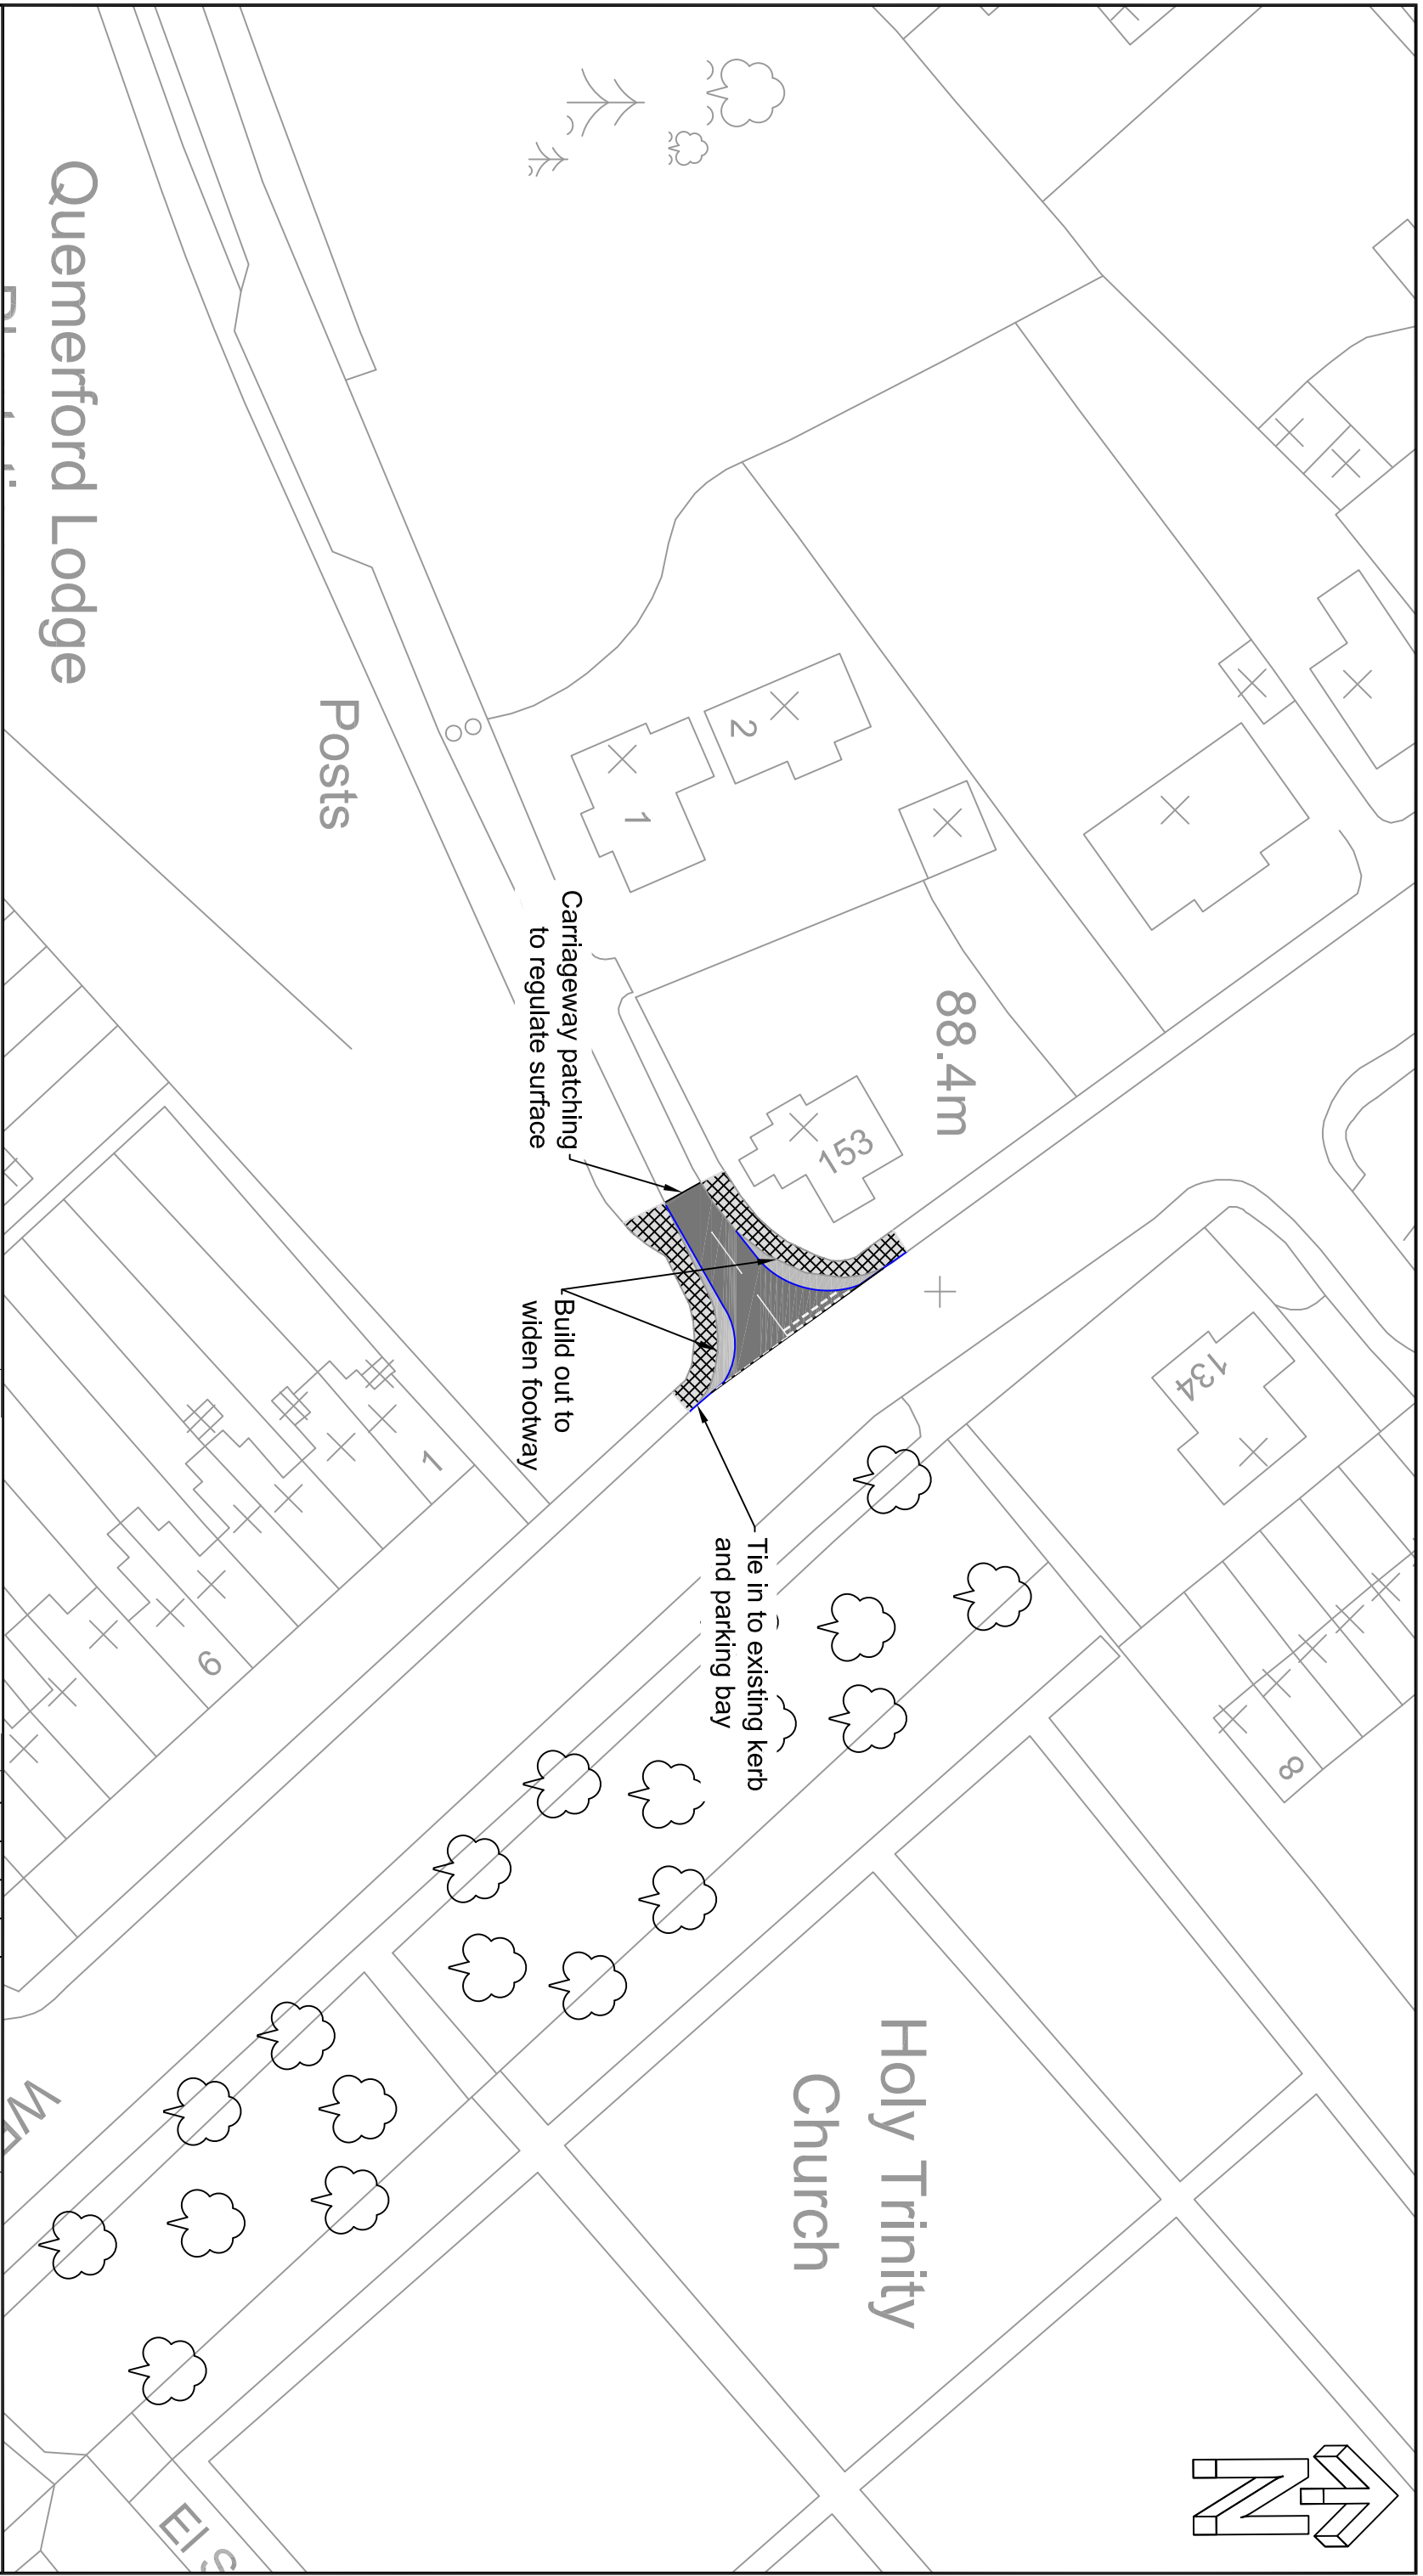 134
8
88.4m
153
2
1
Holy Trinity
Church
Carriageway patching
to regulate surface
Tie in to existing kerb
and parking bay
Build out to
widen footway
Posts
1
6
Quemerford Lodge
El S
N